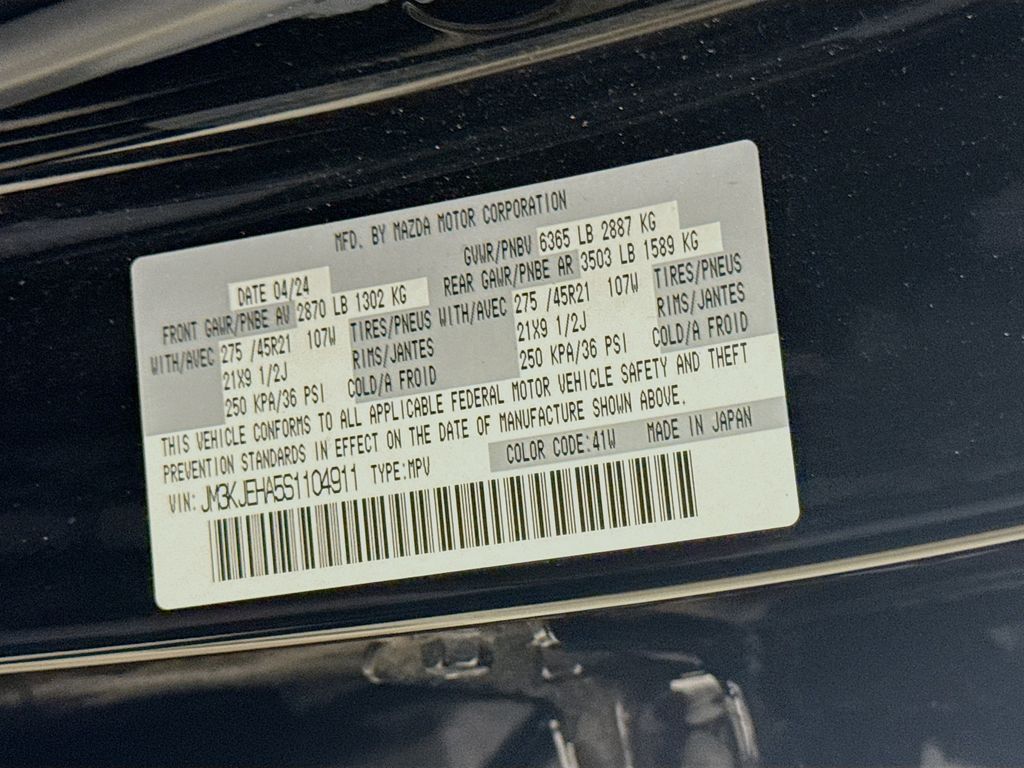 MFD. BY MAZDA MOTOR CORPORATION
DATE 04/24 GVWR/PNBV 6365 LB 2887 KG
FRONT GAWR/PNBE AV 2870 LB 1302 KG REAR GAWR/PNBE AR 3503 LB 1589 KG
WITH/AVEC 275 /45R21 107W TIRES/PNEUS WITH/AVEC 275 /45R21 107W TIRES/PNEUS
21X9 1/2J RIMS/JANTES 21X9 1/2J RIMS/JANTES
250 KPA/36 PSI COLD/A FROID 250 KPA/36 PSI COLD/A FROID
THIS VEHICLE CONFORMS TO ALL APPLICABLE FEDERAL MOTOR VEHICLE SAFETY AND THEFT
PREVENTION STANDARDS IN EFFECT ON THE DATE OF MANUFACTURE SHOWN ABOVE.
VIN: JM3KJEHA5S1104911 TYPE:MPV COLOR CODE:41W MADE IN JAPAN